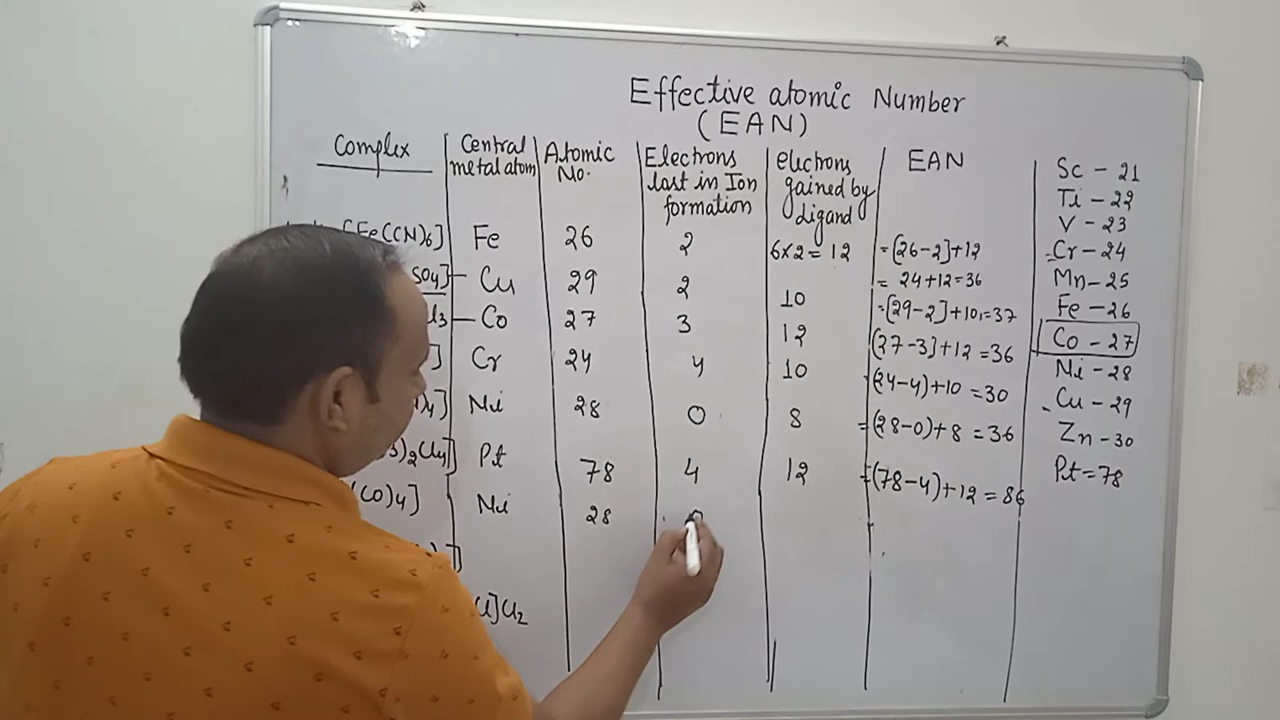 Effective atomic Number
(EAN)
Complex
Central metal atom
Atomic No.
Electrons lost in Ion formation
electrons gained by Ligand
EAN
[Fe(CN)6] Fe 26 2 6x2=12 =[26-2]+12
= 24+12=36
SO4] Cu 29 2 10 =[29-2]+10,=37
l3 Co 27 3 12 (27-3]+12=36
] Cr 24 4 10 =(24-4)+10=30
4] Ni 28 0 8 =(28-0)+8=36
3)2Cl4] Pt 78 4 12 =(78-4)+12=86
(CO)4] Ni 28
]
Cl]Cl2
Sc - 21
Ti - 22
V - 23
Cr - 24
Mn - 25
Fe - 26
Co - 27
Ni - 28
Cu - 29
Zn - 30
Pt = 78